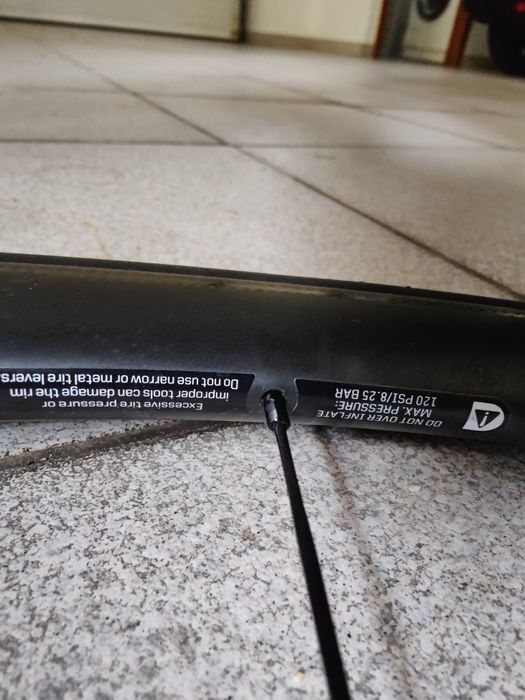 DO NOT OVER INFLATE
MAX. PRESSURE:
120 PSI/8.25 BAR
Excessive tire pressure or
improper tools can damage the rim
Do not use narrow or metal tire levers.